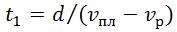 t₁ = d/(vпл − vр)